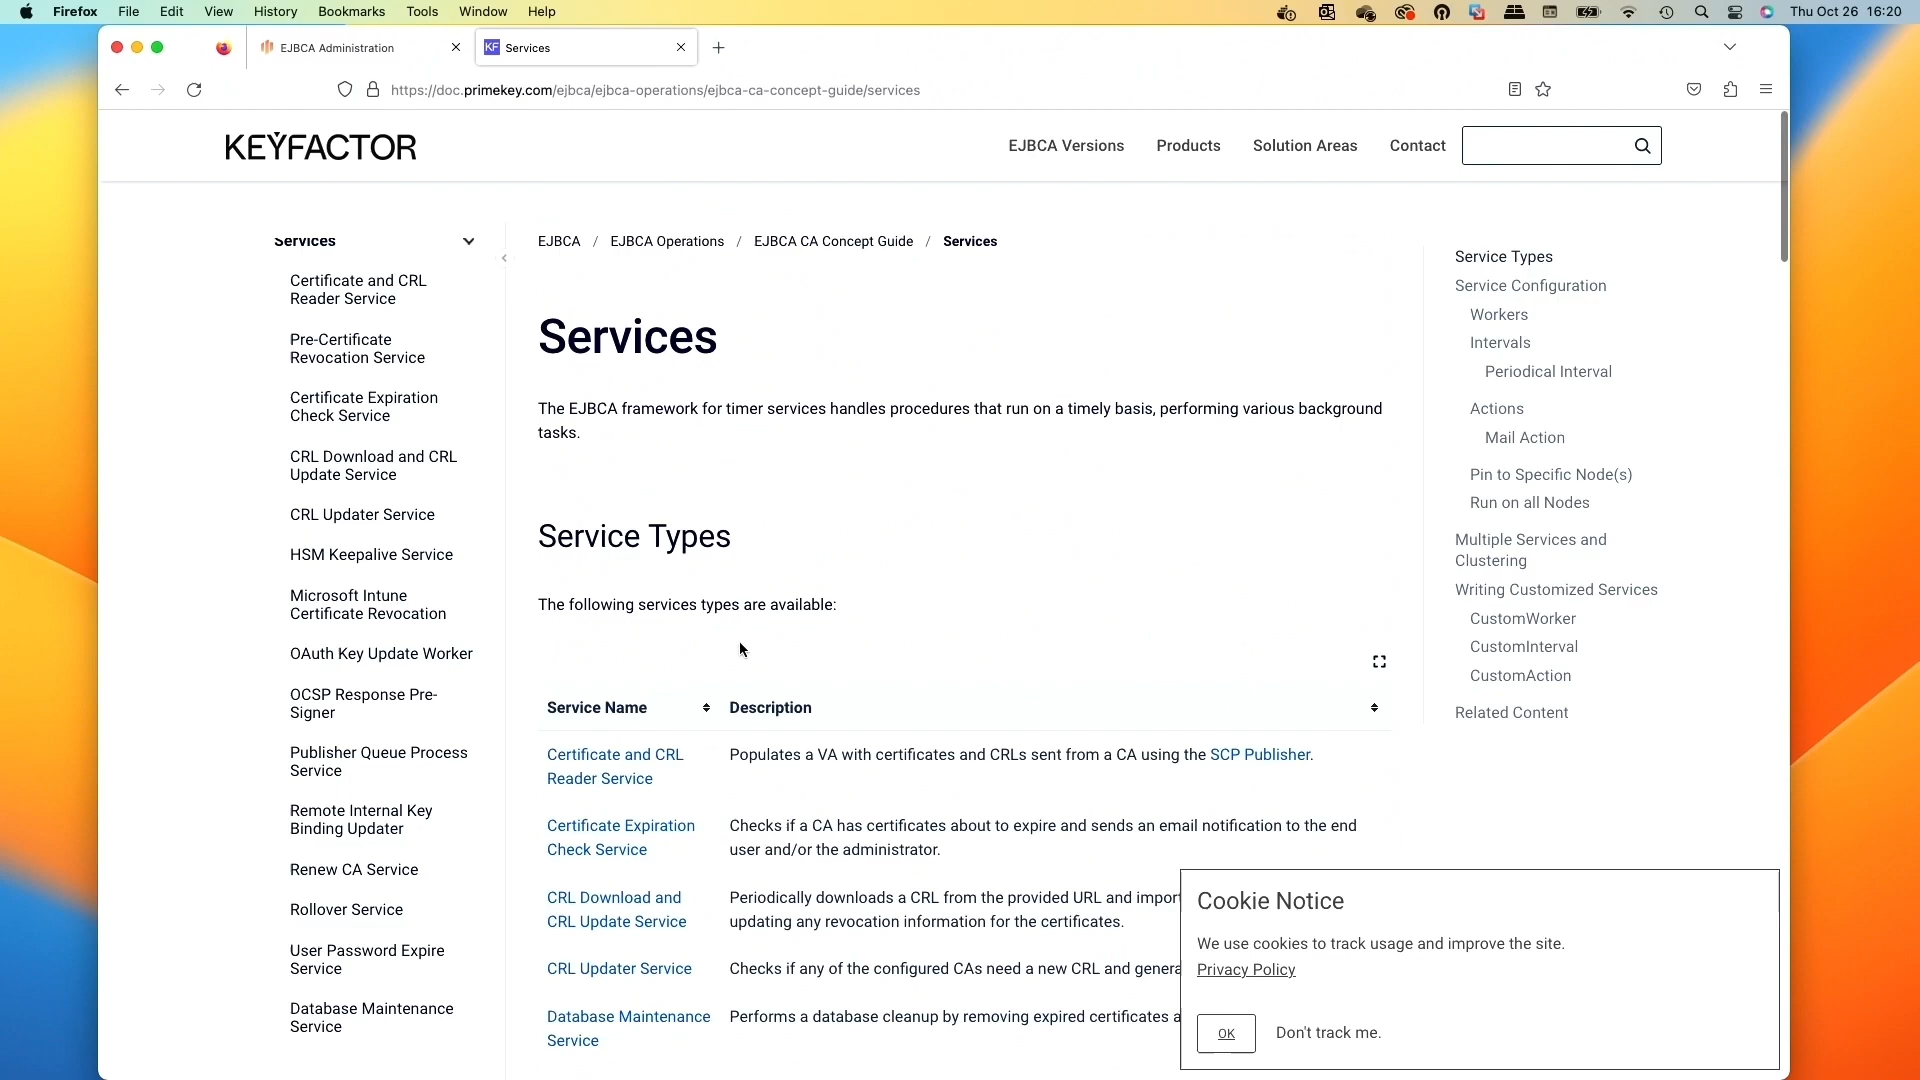 Firefox File Edit View History Bookmarks Tools Window Help Thu Oct 26 16:20
EJBCA Administration
KF Services
https://doc.primekey.com/ejbca/ejbca-operations/ejbca-ca-concept-guide/services
KEYFACTOR
EJBCA Versions Products Solution Areas Contact
Services
Certificate and CRL
Reader Service
Pre-Certificate
Revocation Service
Certificate Expiration
Check Service
CRL Download and CRL
Update Service
CRL Updater Service
HSM Keepalive Service
Microsoft Intune
Certificate Revocation
OAuth Key Update Worker
OCSP Response Pre-
Signer
Publisher Queue Process
Service
Remote Internal Key
Binding Updater
Renew CA Service
Rollover Service
User Password Expire
Service
Database Maintenance
Service
EJBCA / EJBCA Operations / EJBCA CA Concept Guide / Services
Services
The EJBCA framework for timer services handles procedures that run on a timely basis, performing various background
tasks.
Service Types
The following services types are available:
Service Name Description
Certificate and CRL
Reader Service
Populates a VA with certificates and CRLs sent from a CA using the SCP Publisher.
Certificate Expiration
Check Service
Checks if a CA has certificates about to expire and sends an email notification to the end
user and/or the administrator.
CRL Download and
CRL Update Service
Periodically downloads a CRL from the provided URL and import
updating any revocation information for the certificates.
CRL Updater Service
Checks if any of the configured CAs need a new CRL and genera
Database Maintenance
Service
Performs a database cleanup by removing expired certificates a
Service Types
Service Configuration
Workers
Intervals
Periodical Interval
Actions
Mail Action
Pin to Specific Node(s)
Run on all Nodes
Multiple Services and
Clustering
Writing Customized Services
CustomWorker
CustomInterval
CustomAction
Related Content
Cookie Notice
We use cookies to track usage and improve the site.
Privacy Policy
OK Don't track me.